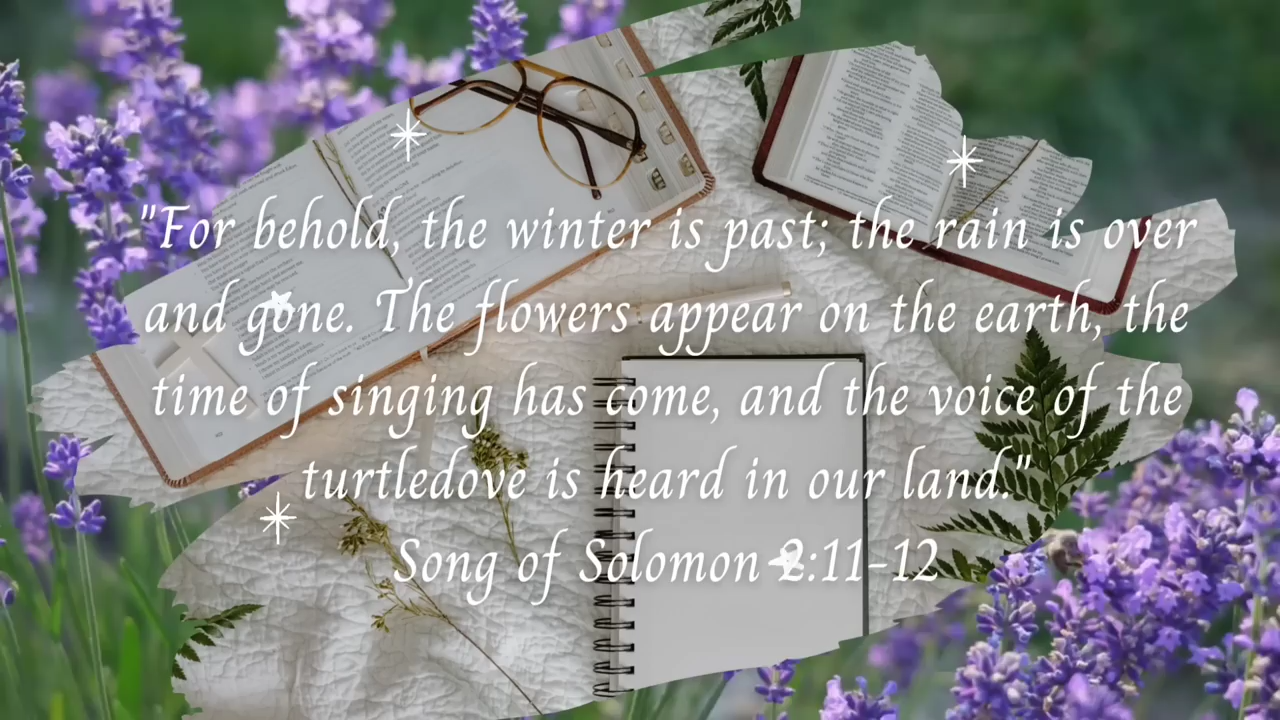 "For behold, the winter is past; the rain is over
and gone. The flowers appear on the earth, the
time of singing has come, and the voice of the
turtledove is heard in our land."
Song of Solomon 2:11-12